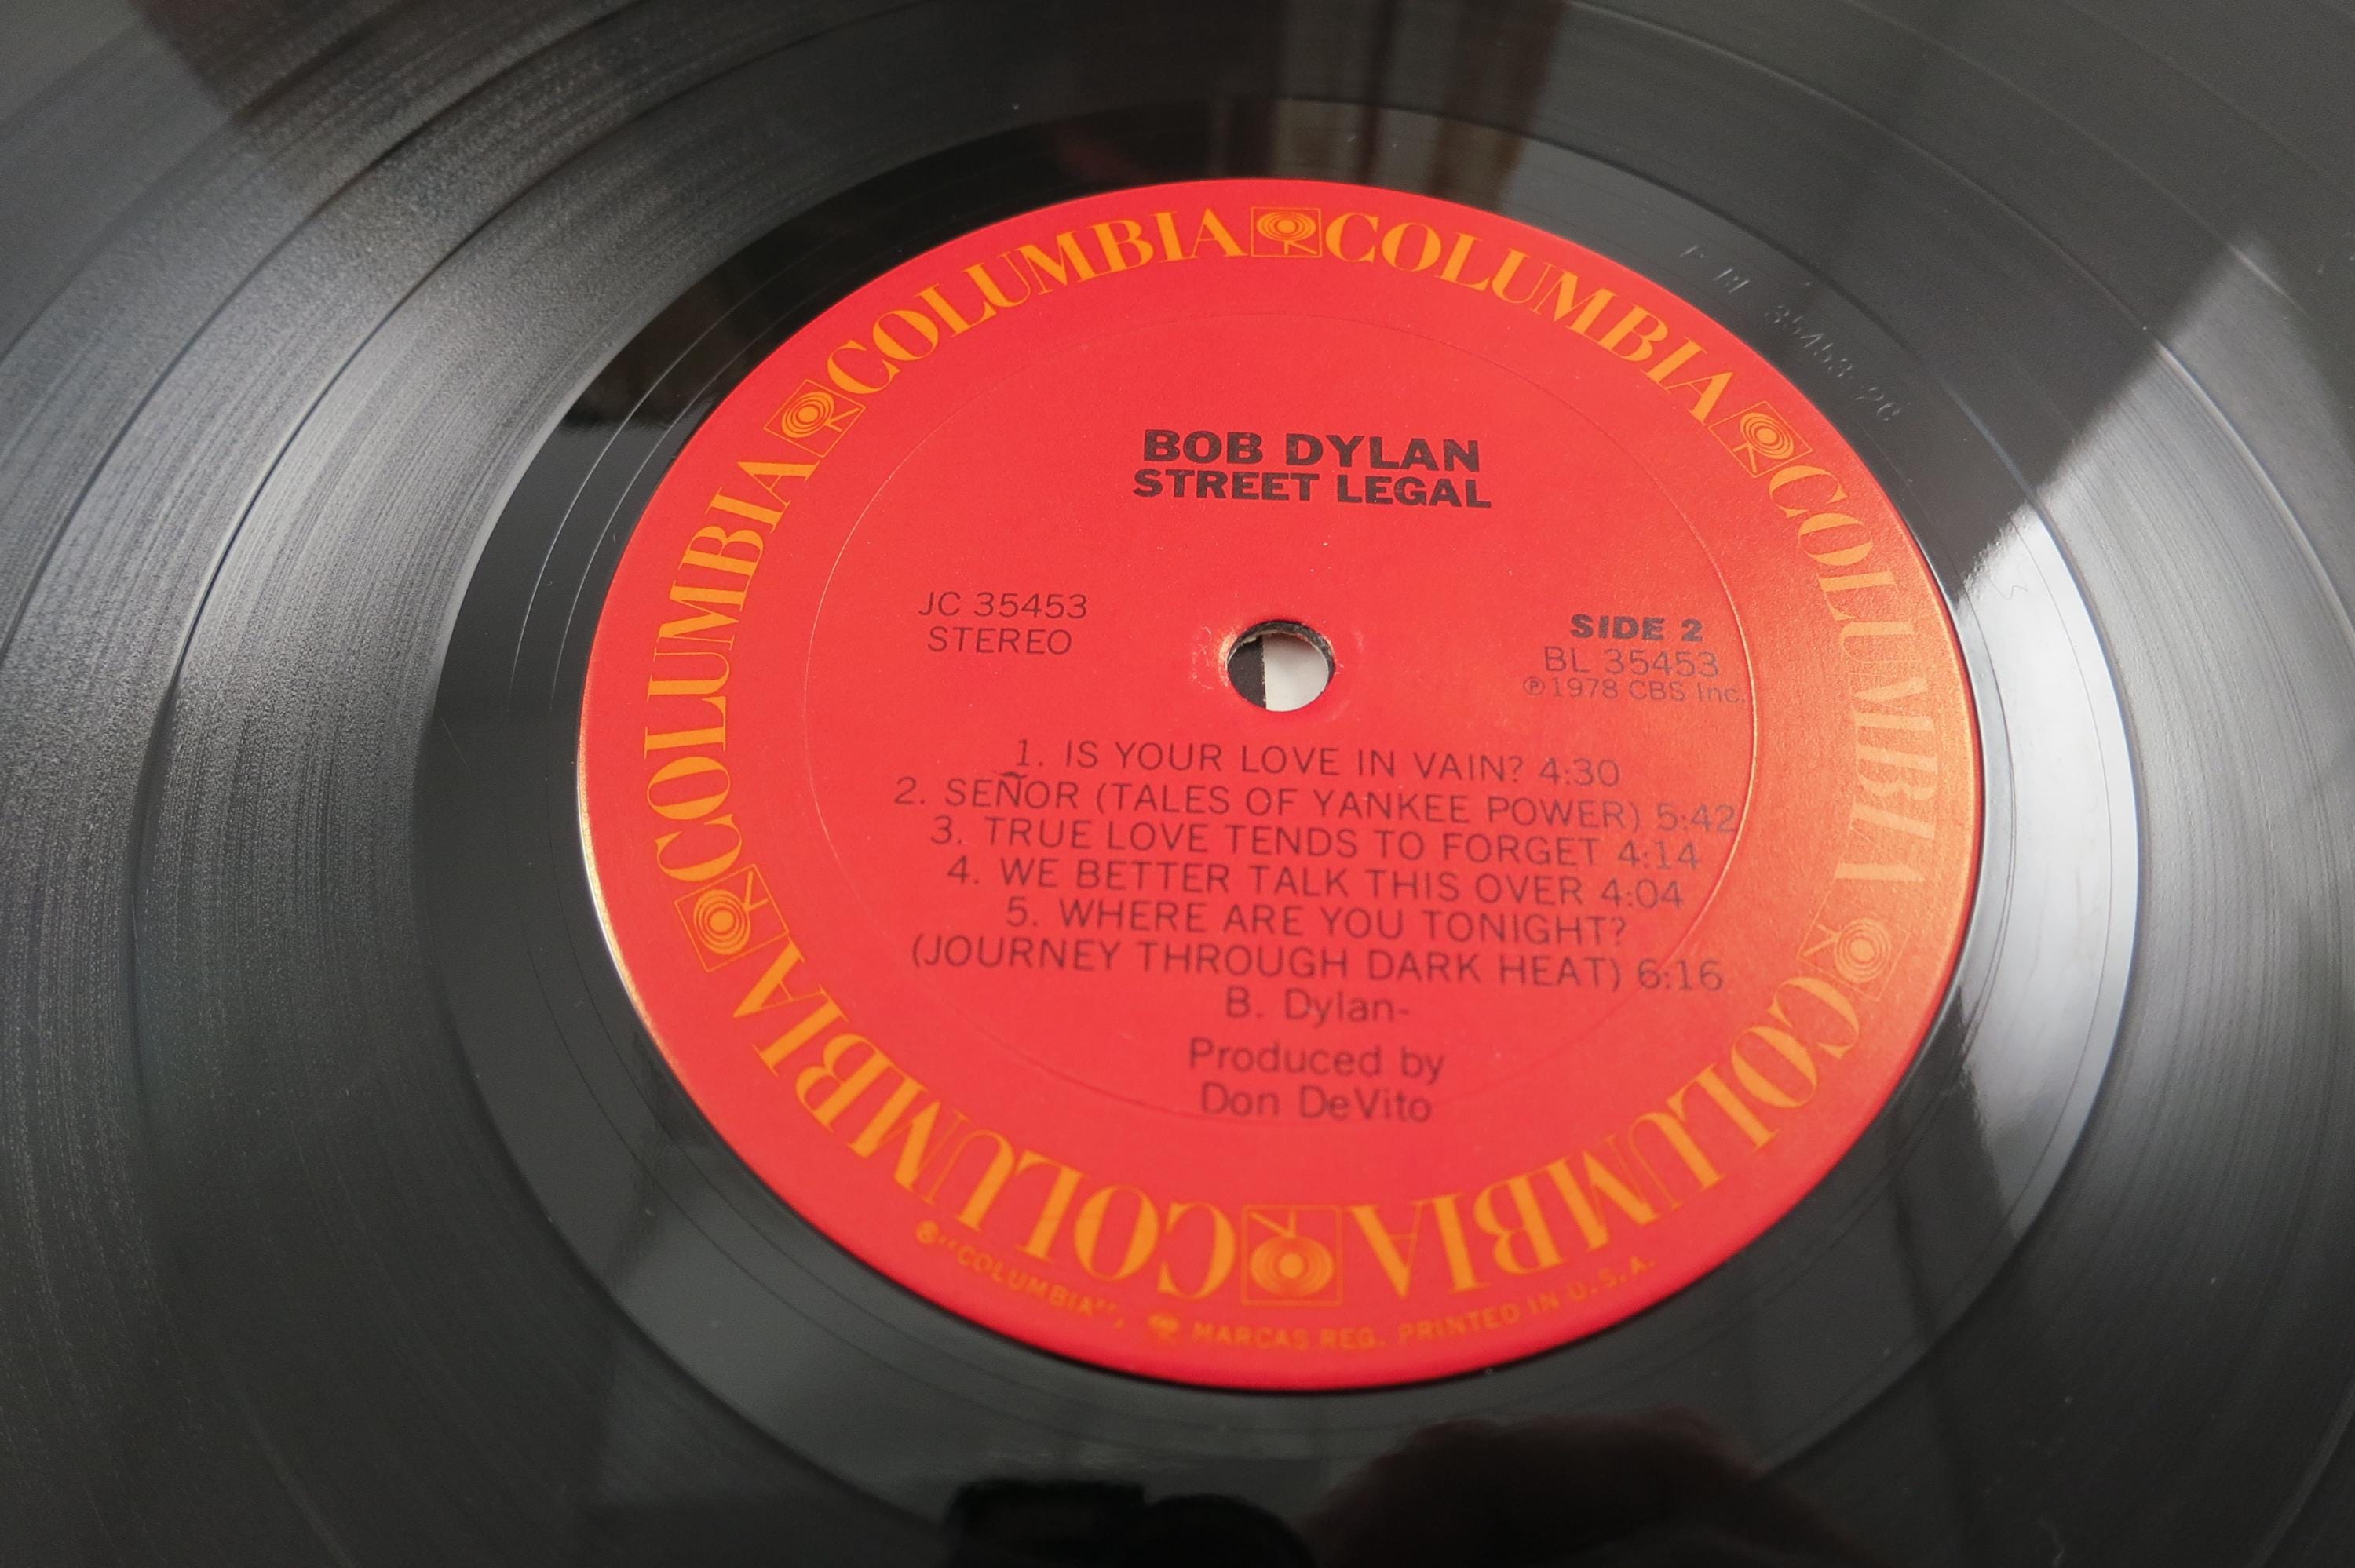 COLUMBIA COLUMBIA COLUMBIA COLUMBIA COLUMBIA COLUMBIA
BOB DYLAN
STREET LEGAL
JC 35453
STEREO
SIDE 2
BL 35453
℗1978 CBS Inc.
1. IS YOUR LOVE IN VAIN? 4:30
2. SEÑOR (TALES OF YANKEE POWER) 5:42
3. TRUE LOVE TENDS TO FORGET 4:14
4. WE BETTER TALK THIS OVER 4:04
5. WHERE ARE YOU TONIGHT?
(JOURNEY THROUGH DARK HEAT) 6:16
B. Dylan-
Produced by
Don DeVito
®"COLUMBIA", MARCAS REG. PRINTED IN U.S.A.
35453-2C